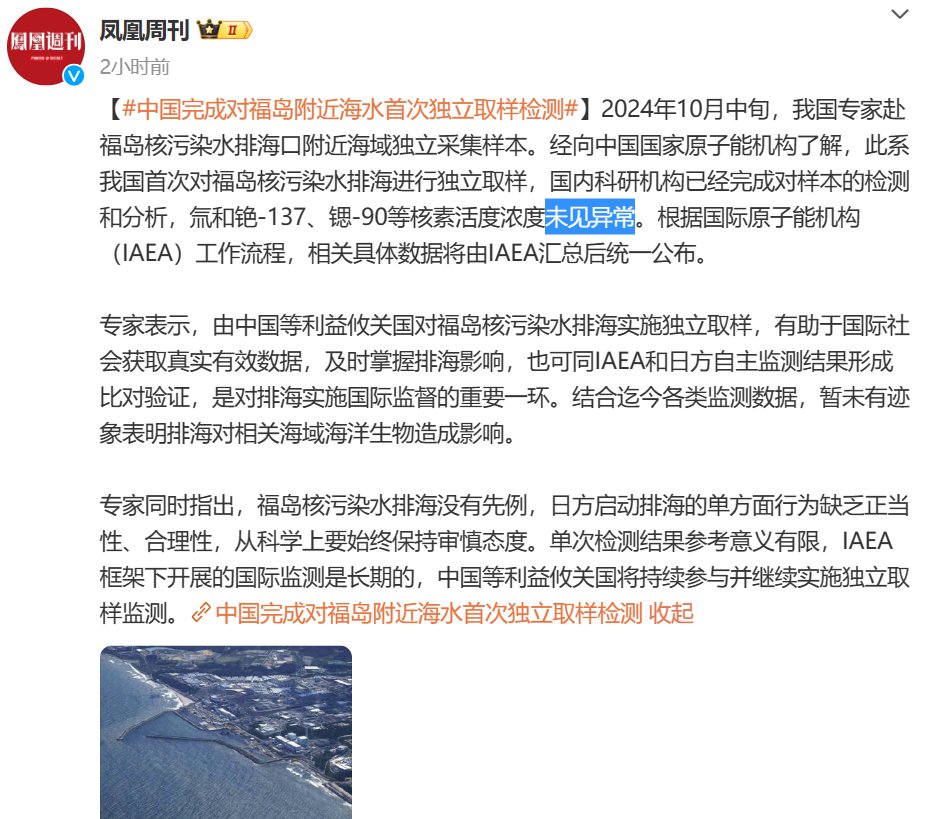 鳳凰週刊
凤凰周刊 II
2小时前
【#中国完成对福岛附近海水首次独立取样检测#】2024年10月中旬，我国专家赴
福岛核污染水排海口附近海域独立采集样本。经向中国国家原子能机构了解，此系
我国首次对福岛核污染水排海进行独立取样，国内科研机构已经完成对样本的检测
和分析，氚和铯-137、锶-90等核素活度浓度未见异常。根据国际原子能机构
（IAEA）工作流程，相关具体数据将由IAEA汇总后统一公布。
专家表示，由中国等利益攸关国对福岛核污染水排海实施独立取样，有助于国际社
会获取真实有效数据，及时掌握排海影响，也可同IAEA和日方自主监测结果形成
比对验证，是对排海实施国际监督的重要一环。结合迄今各类监测数据，暂未有迹
象表明排海对相关海域海洋生物造成影响。
专家同时指出，福岛核污染水排海没有先例，日方启动排海的单方面行为缺乏正当
性、合理性，从科学上要始终保持审慎态度。单次检测结果参考意义有限，IAEA
框架下开展的国际监测是长期的，中国等利益攸关国将持续参与并继续实施独立取
样监测。中国完成对福岛附近海水首次独立取样检测 收起